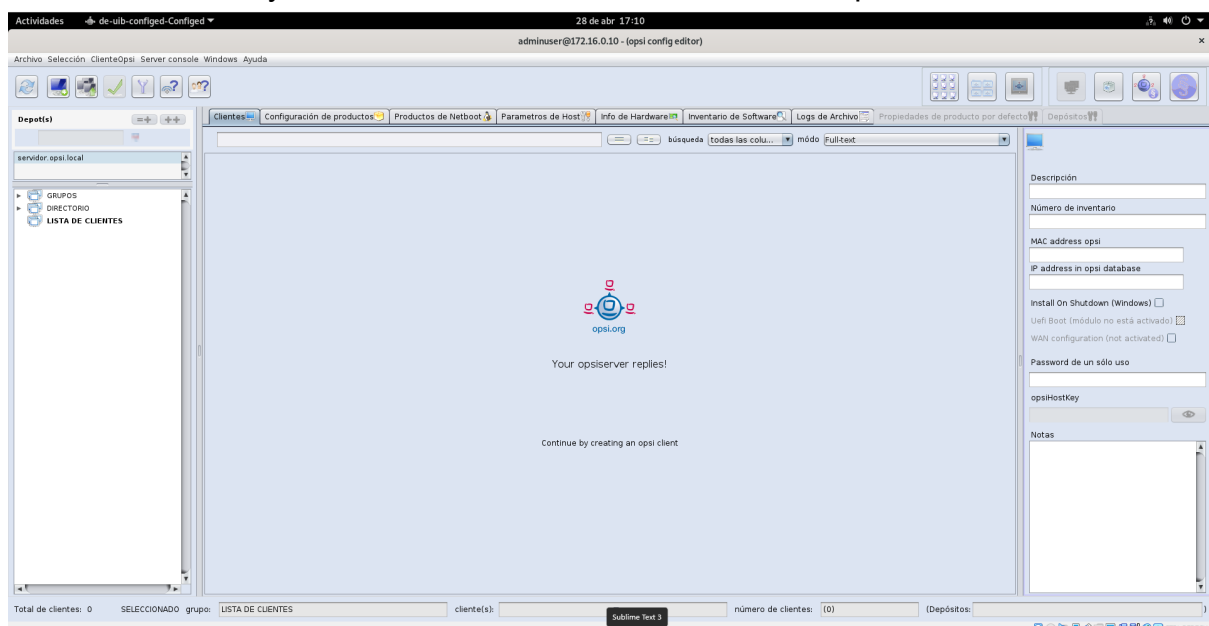 Actividades de-uib-configed-Configed 28 de abr 17:10
adminuser@172.16.0.10 - (opsi config editor)
Archivo Selección ClienteOpsi Server console Windows Ayuda
Depot(s)
Clientes Configuración de productos Productos de Netboot Parametros de Host Info de Hardware Inventario de Software Logs de Archivo Propiedades de producto por defecto Depósitos
búsqueda todas las colu... módo Full-text
servidor.opsi.local
GRUPOS
DIRECTORIO
LISTA DE CLIENTES
opsi.org
Your opsiserver replies!
Continue by creating an opsi client
Descripción
Número de inventario
MAC address opsi
IP address in opsi database
Install On Shutdown (Windows)
Uefi Boot (módulo no está activado)
WAN configuration (not activated)
Password de un sólo uso
opsiHostKey
Notas
Total de clientes: 0 SELECCIONADO grupo: LISTA DE CLIENTES cliente(s): número de clientes: (0) (Depósitos: )
Sublime Text 3